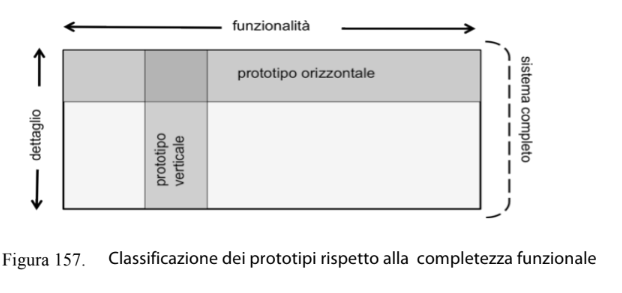 funzionalità
prototipo orizzontale
dettaglio
prototipo
verticale
sistema completo
Figura 157. Classificazione dei prototipi rispetto alla completezza funzionale